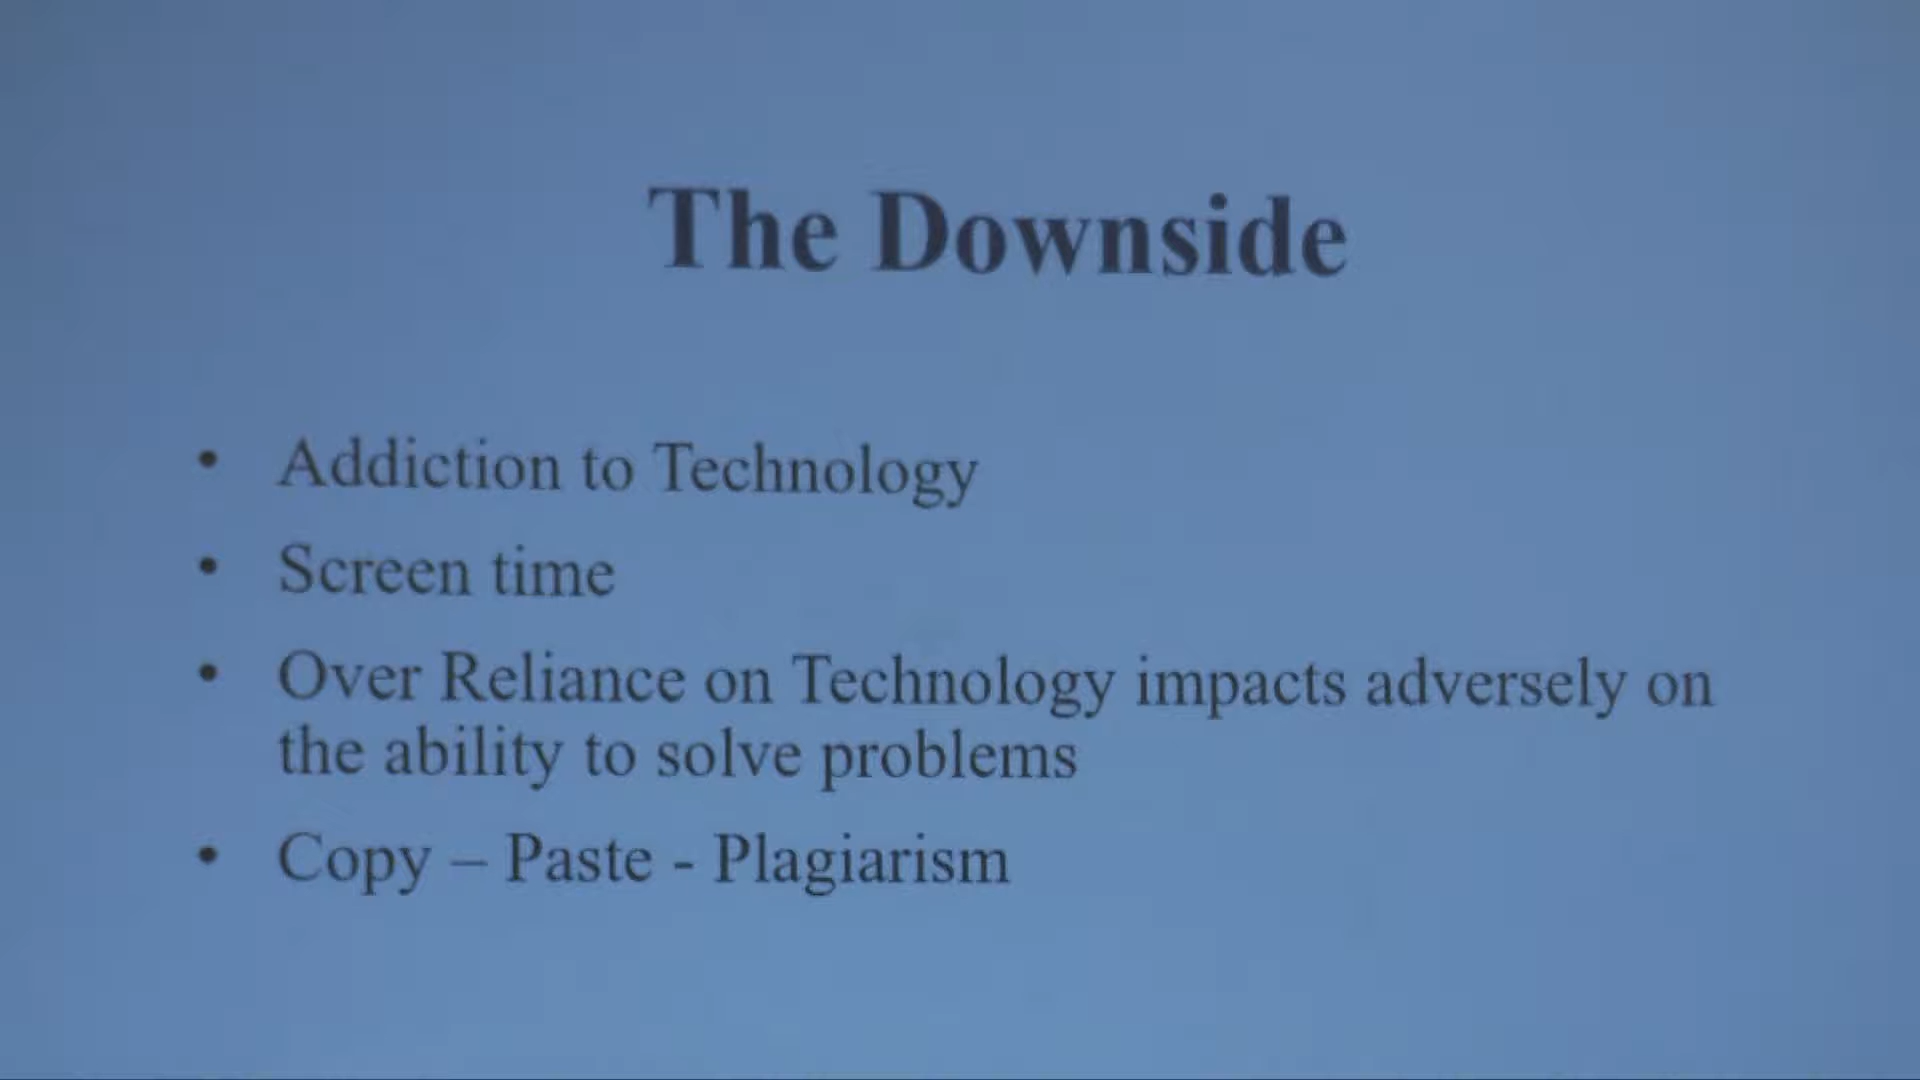 The Downside
• Addiction to Technology
• Screen time
• Over Reliance on Technology impacts adversely on
the ability to solve problems
• Copy – Paste - Plagiarism